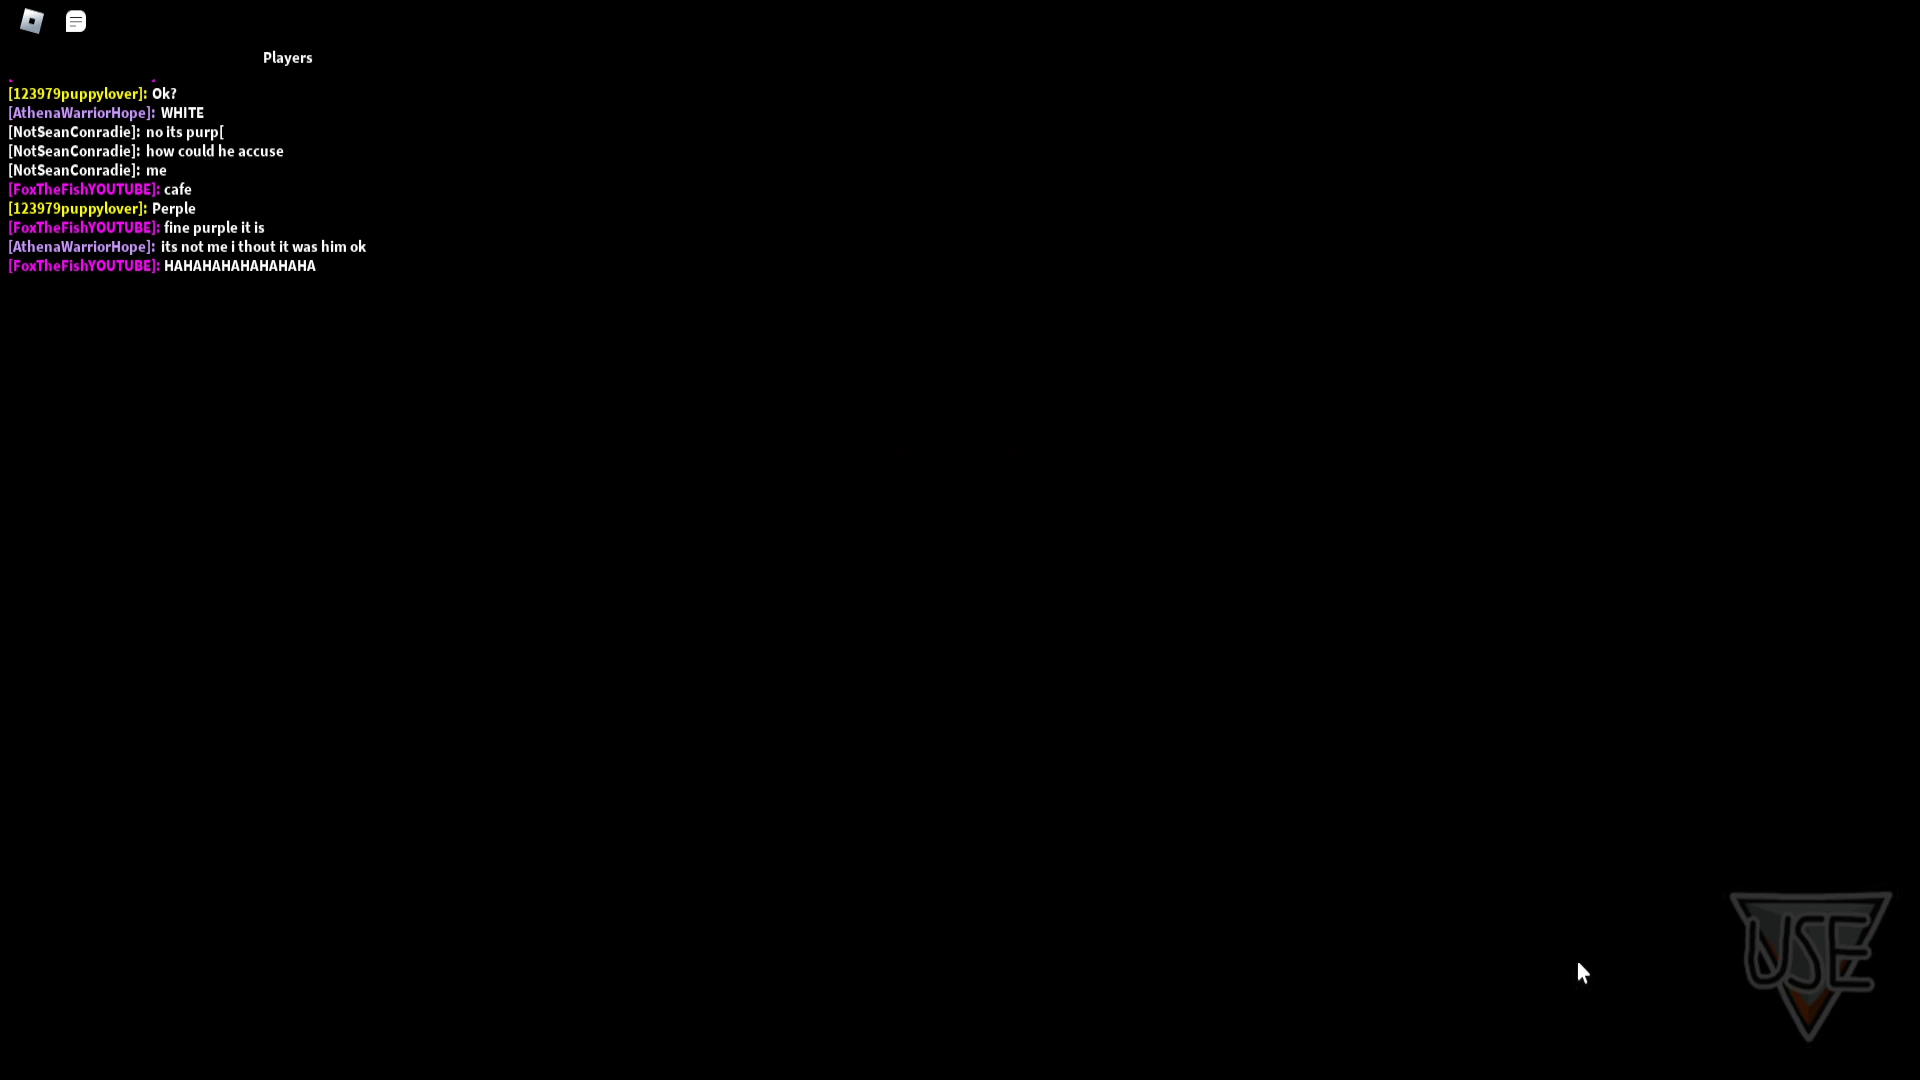 Players
[123979puppylover]: Ok?
[AthenaWarriorHope]: WHITE
[NotSeanConradie]: no its purp[
[NotSeanConradie]: how could he accuse
[NotSeanConradie]: me
[FoxTheFishYOUTUBE]: cafe
[123979puppylover]: Perple
[FoxTheFishYOUTUBE]: fine purple it is
[AthenaWarriorHope]: its not me i thout it was him ok
[FoxTheFishYOUTUBE]: HAHAHAHAHAHAHAHA
USE